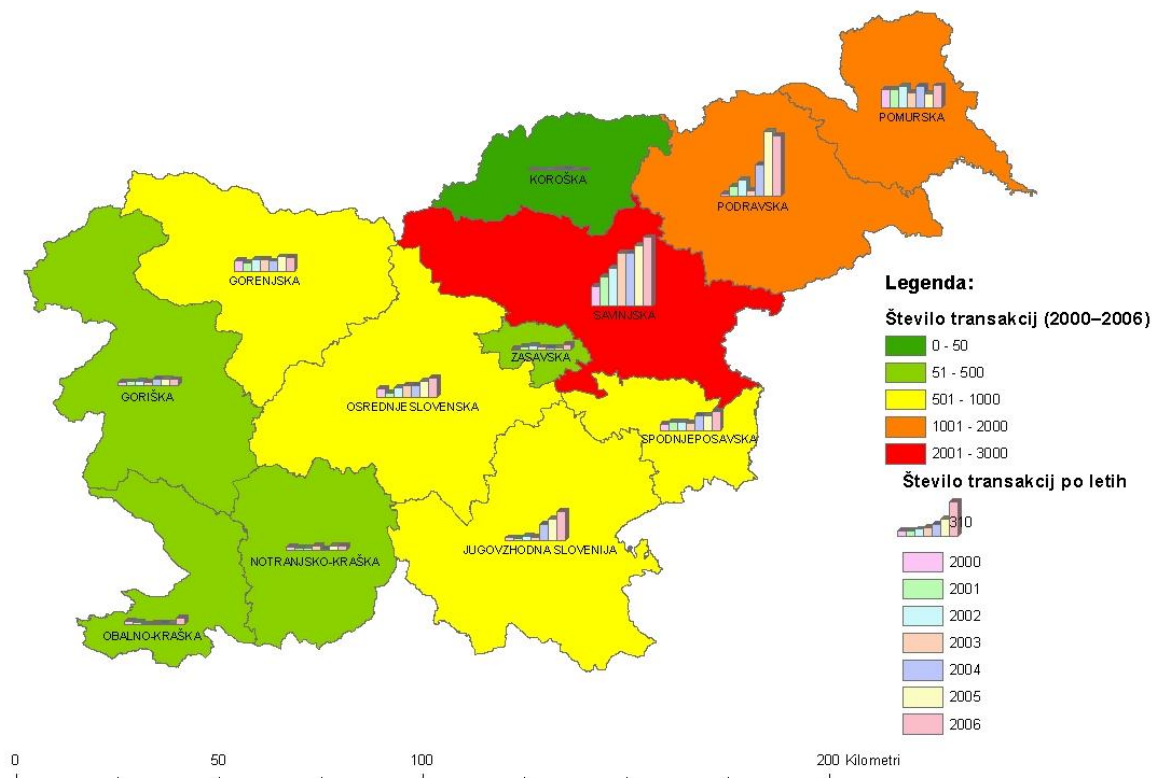 POMURSKA
KOROŠKA
PODRAVSKA
GORENJSKA
SAVINJSKA
ZASAVSKA
GORIŠKA
OSREDNJESLOVENSKA
SPODNJEPOSAVSKA
NOTRANJSKO-KRAŠKA
JUGOVZHODNA SLOVENIJA
OBALNO-KRAŠKA
Legenda:
Število transakcij (2000–2006)
0 - 50
51 - 500
501 - 1000
1001 - 2000
2001 - 3000
Število transakcij po letih
310
2000
2001
2002
2003
2004
2005
2006
0 50 100 200 Kilometri